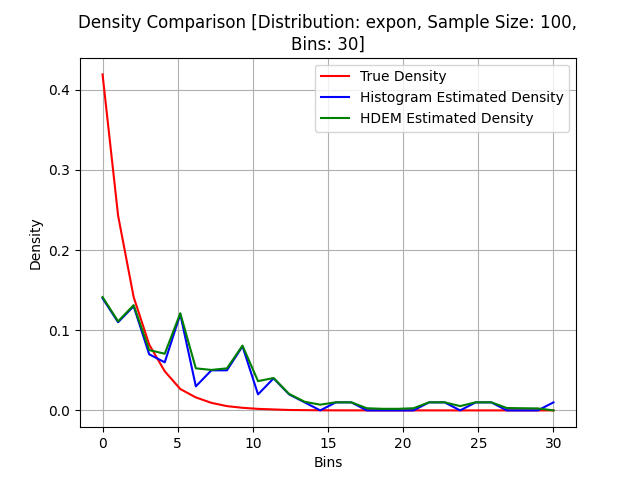 Density Comparison [Distribution: expon, Sample Size: 100,
Bins: 30]
True Density
Histogram Estimated Density
HDEM Estimated Density
Density
0.4
0.3
0.2
0.1
0.0
0 5 10 15 20 25 30
Bins